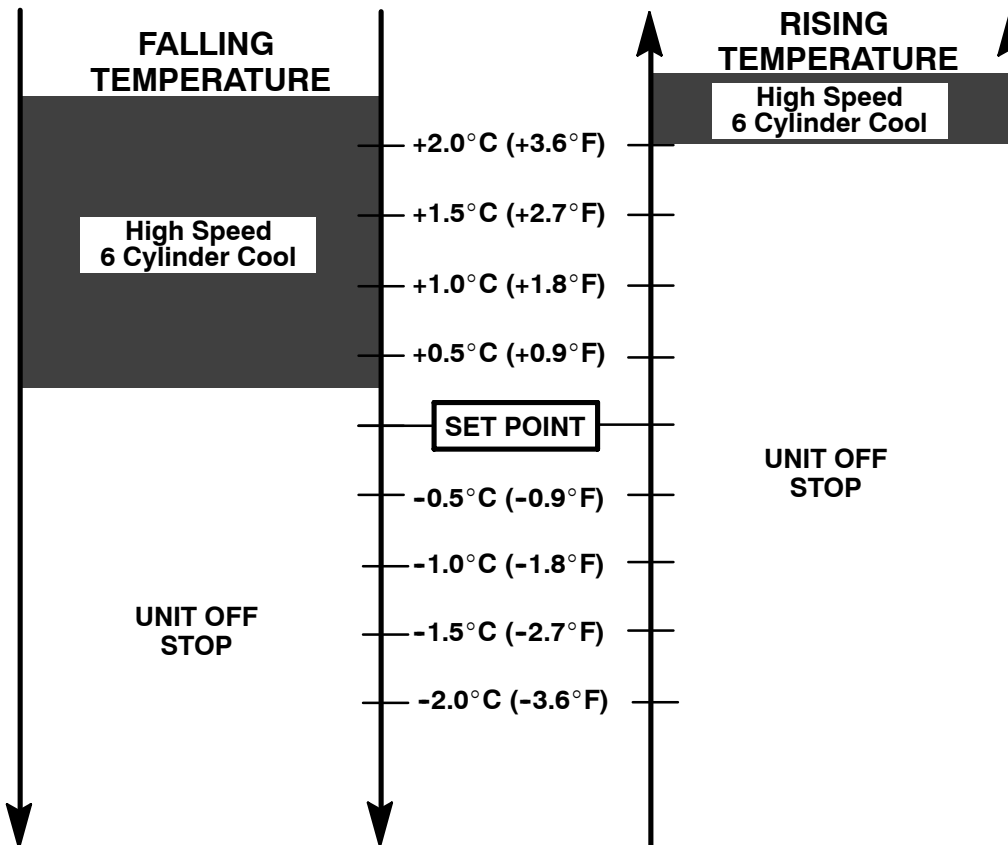 FALLING
TEMPERATURE
High Speed
6 Cylinder Cool
UNIT OFF
STOP
+2.0°C (+3.6°F)
+1.5°C (+2.7°F)
+1.0°C (+1.8°F)
+0.5°C (+0.9°F)
SET POINT
-0.5°C (-0.9°F)
-1.0°C (-1.8°F)
-1.5°C (-2.7°F)
-2.0°C (-3.6°F)
RISING
TEMPERATURE
High Speed
6 Cylinder Cool
UNIT OFF
STOP